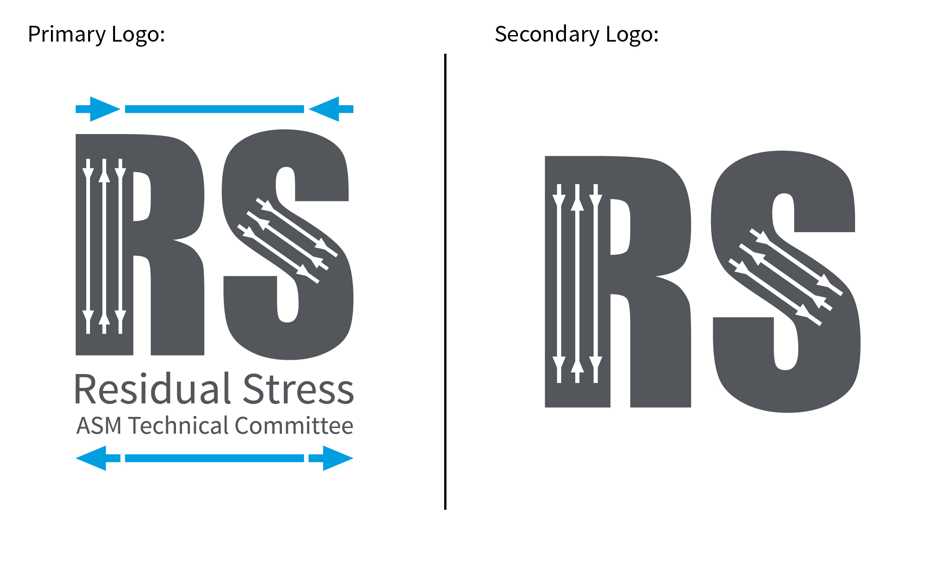 Primary Logo:
Secondary Logo:
RS
Residual Stress
ASM Technical Committee
RS